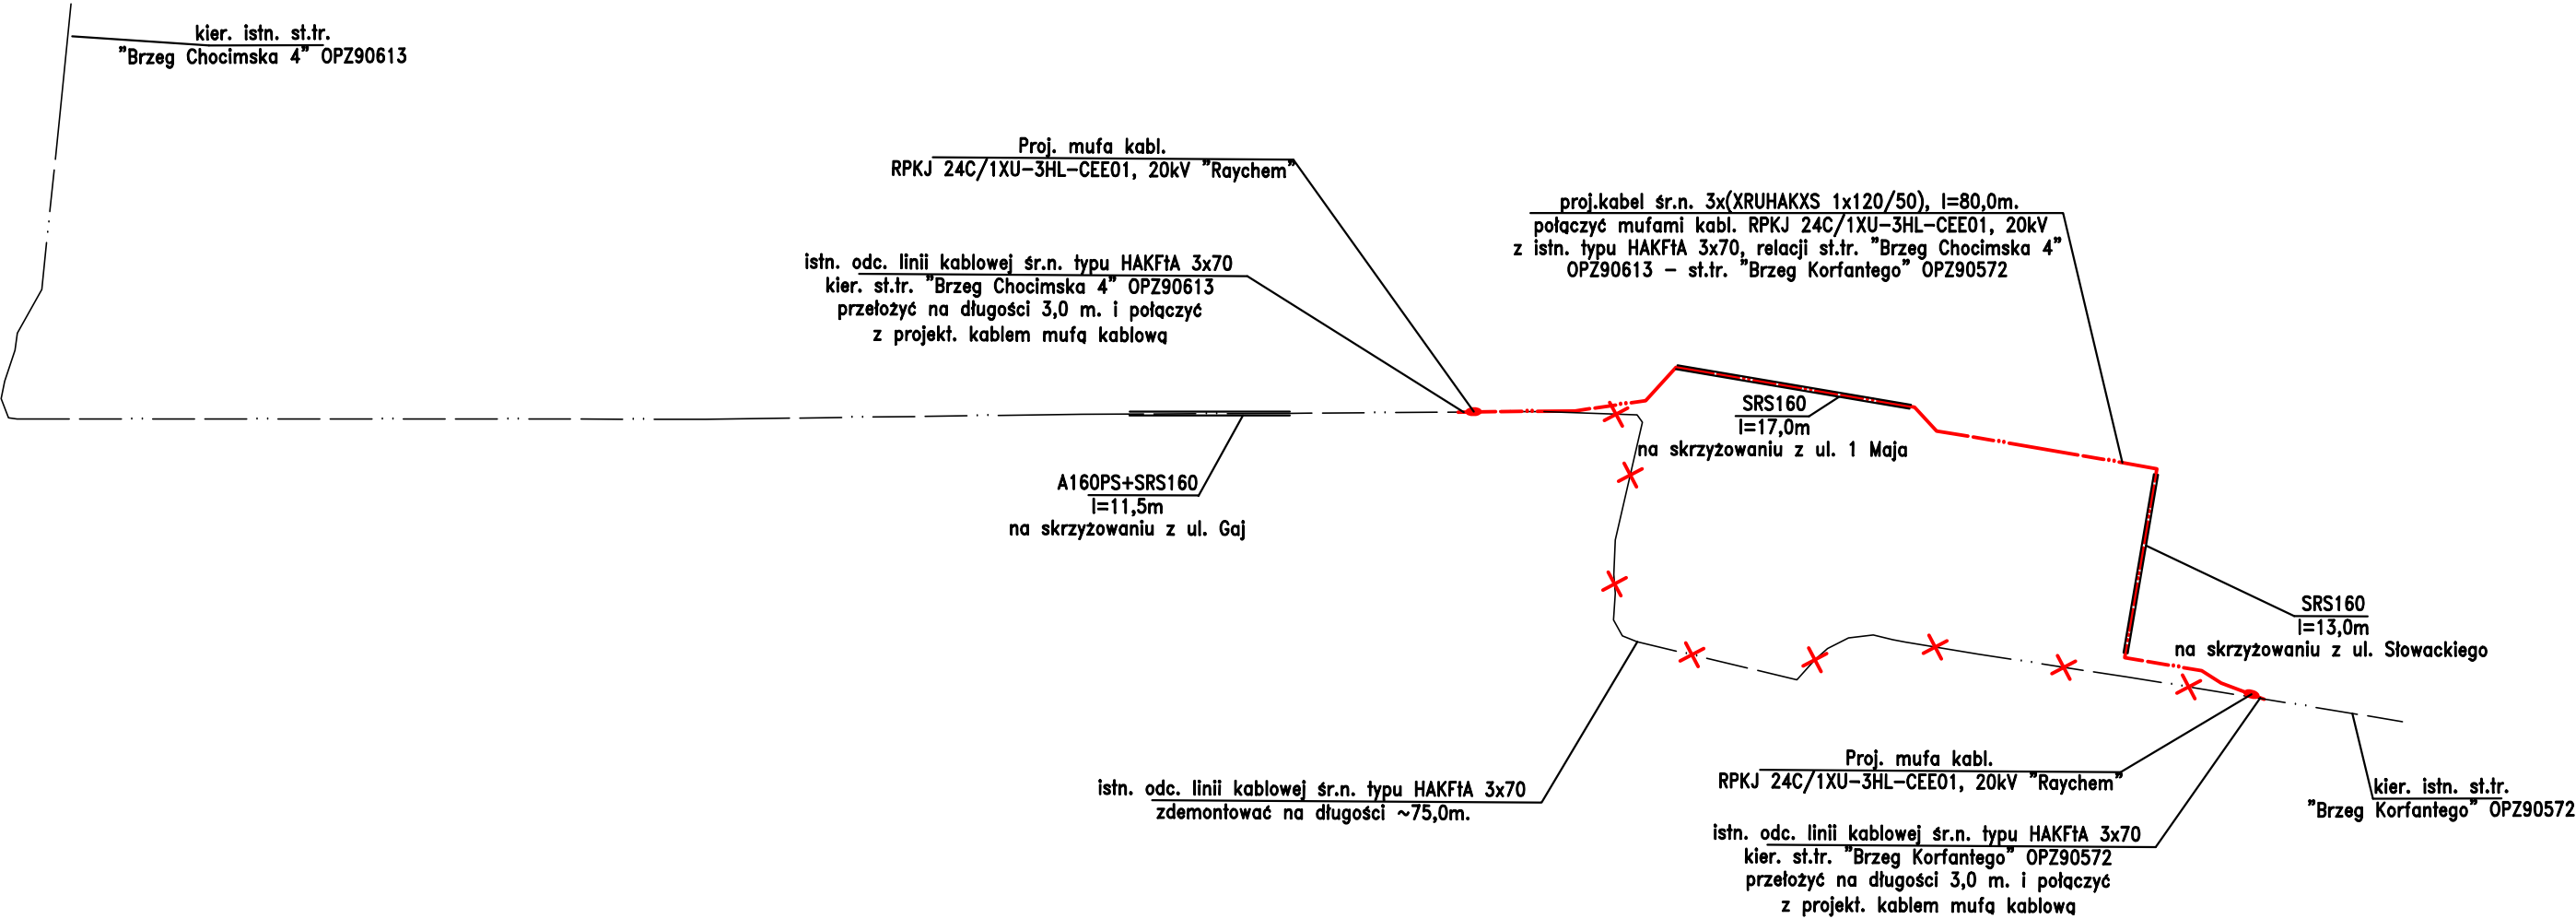 kier. istn. st.tr.
"Brzeg Chocimska 4" OPZ90613
Proj. mufa kabl.
RPKJ 24C/1XU-3HL-CEE01, 20kV "Raychem"
proj.kabel śr.n. 3x(XRUHAKXS 1x120/50), l=80,0m.
połączyć mufami kabl. RPKJ 24C/1XU-3HL-CEE01, 20kV
z istn. typu HAKFtA 3x70, relacji st.tr. "Brzeg Chocimska 4"
OPZ90613 - st.tr. "Brzeg Korfantego" OPZ90572
istn. odc. linii kablowej śr.n. typu HAKFtA 3x70
kier. st.tr. "Brzeg Chocimska 4" OPZ90613
przełożyć na długości 3,0 m. i połączyć
z projekt. kablem mufą kablową
SRS160
l=17,0m
na skrzyżowaniu z ul. 1 Maja
A160PS+SRS160
l=11,5m
na skrzyżowaniu z ul. Gaj
SRS160
l=13,0m
na skrzyżowaniu z ul. Słowackiego
istn. odc. linii kablowej śr.n. typu HAKFtA 3x70
zdemontować na długości ~75,0m.
Proj. mufa kabl.
RPKJ 24C/1XU-3HL-CEE01, 20kV "Raychem"
kier. istn. st.tr.
"Brzeg Korfantego" OPZ90572
istn. odc. linii kablowej śr.n. typu HAKFtA 3x70
kier. st.tr. "Brzeg Korfantego" OPZ90572
przełożyć na długości 3,0 m. i połączyć
z projekt. kablem mufą kablową